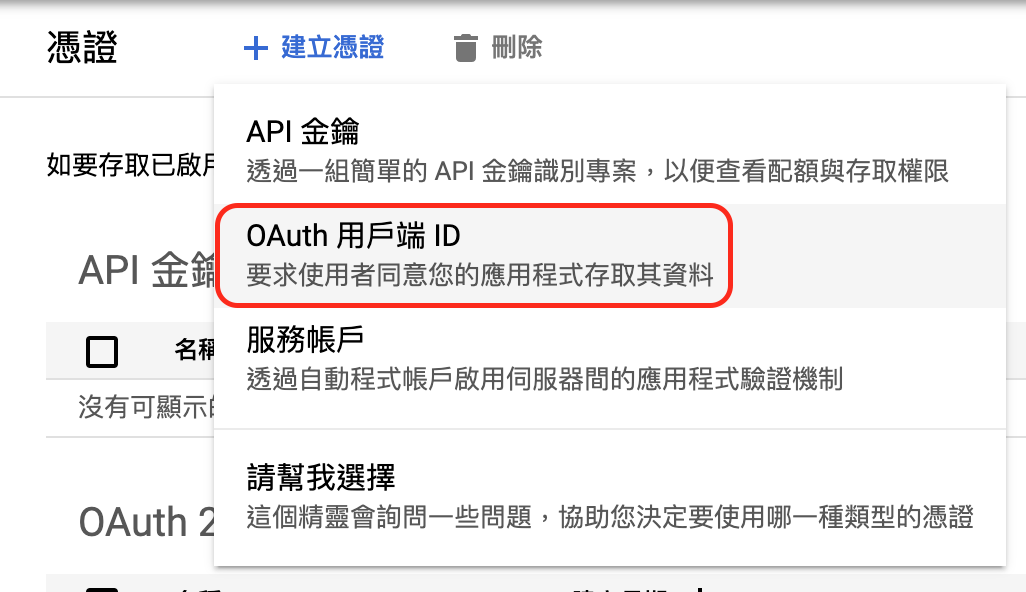 憑證
建立憑證
刪除
API 金鑰
透過一組簡單的 API 金鑰識別專案，以便查看配額與存取權限
如要存取已啟用
OAuth 用戶端 ID
要求使用者同意您的應用程式存取其資料
API 金鑰
服務帳戶
透過自動程式帳戶啟用伺服器間的應用程式驗證機制
名稱
沒有可顯示的
請幫我選擇
這個精靈會詢問一些問題，協助您決定要使用哪一種類型的憑證
OAuth 2